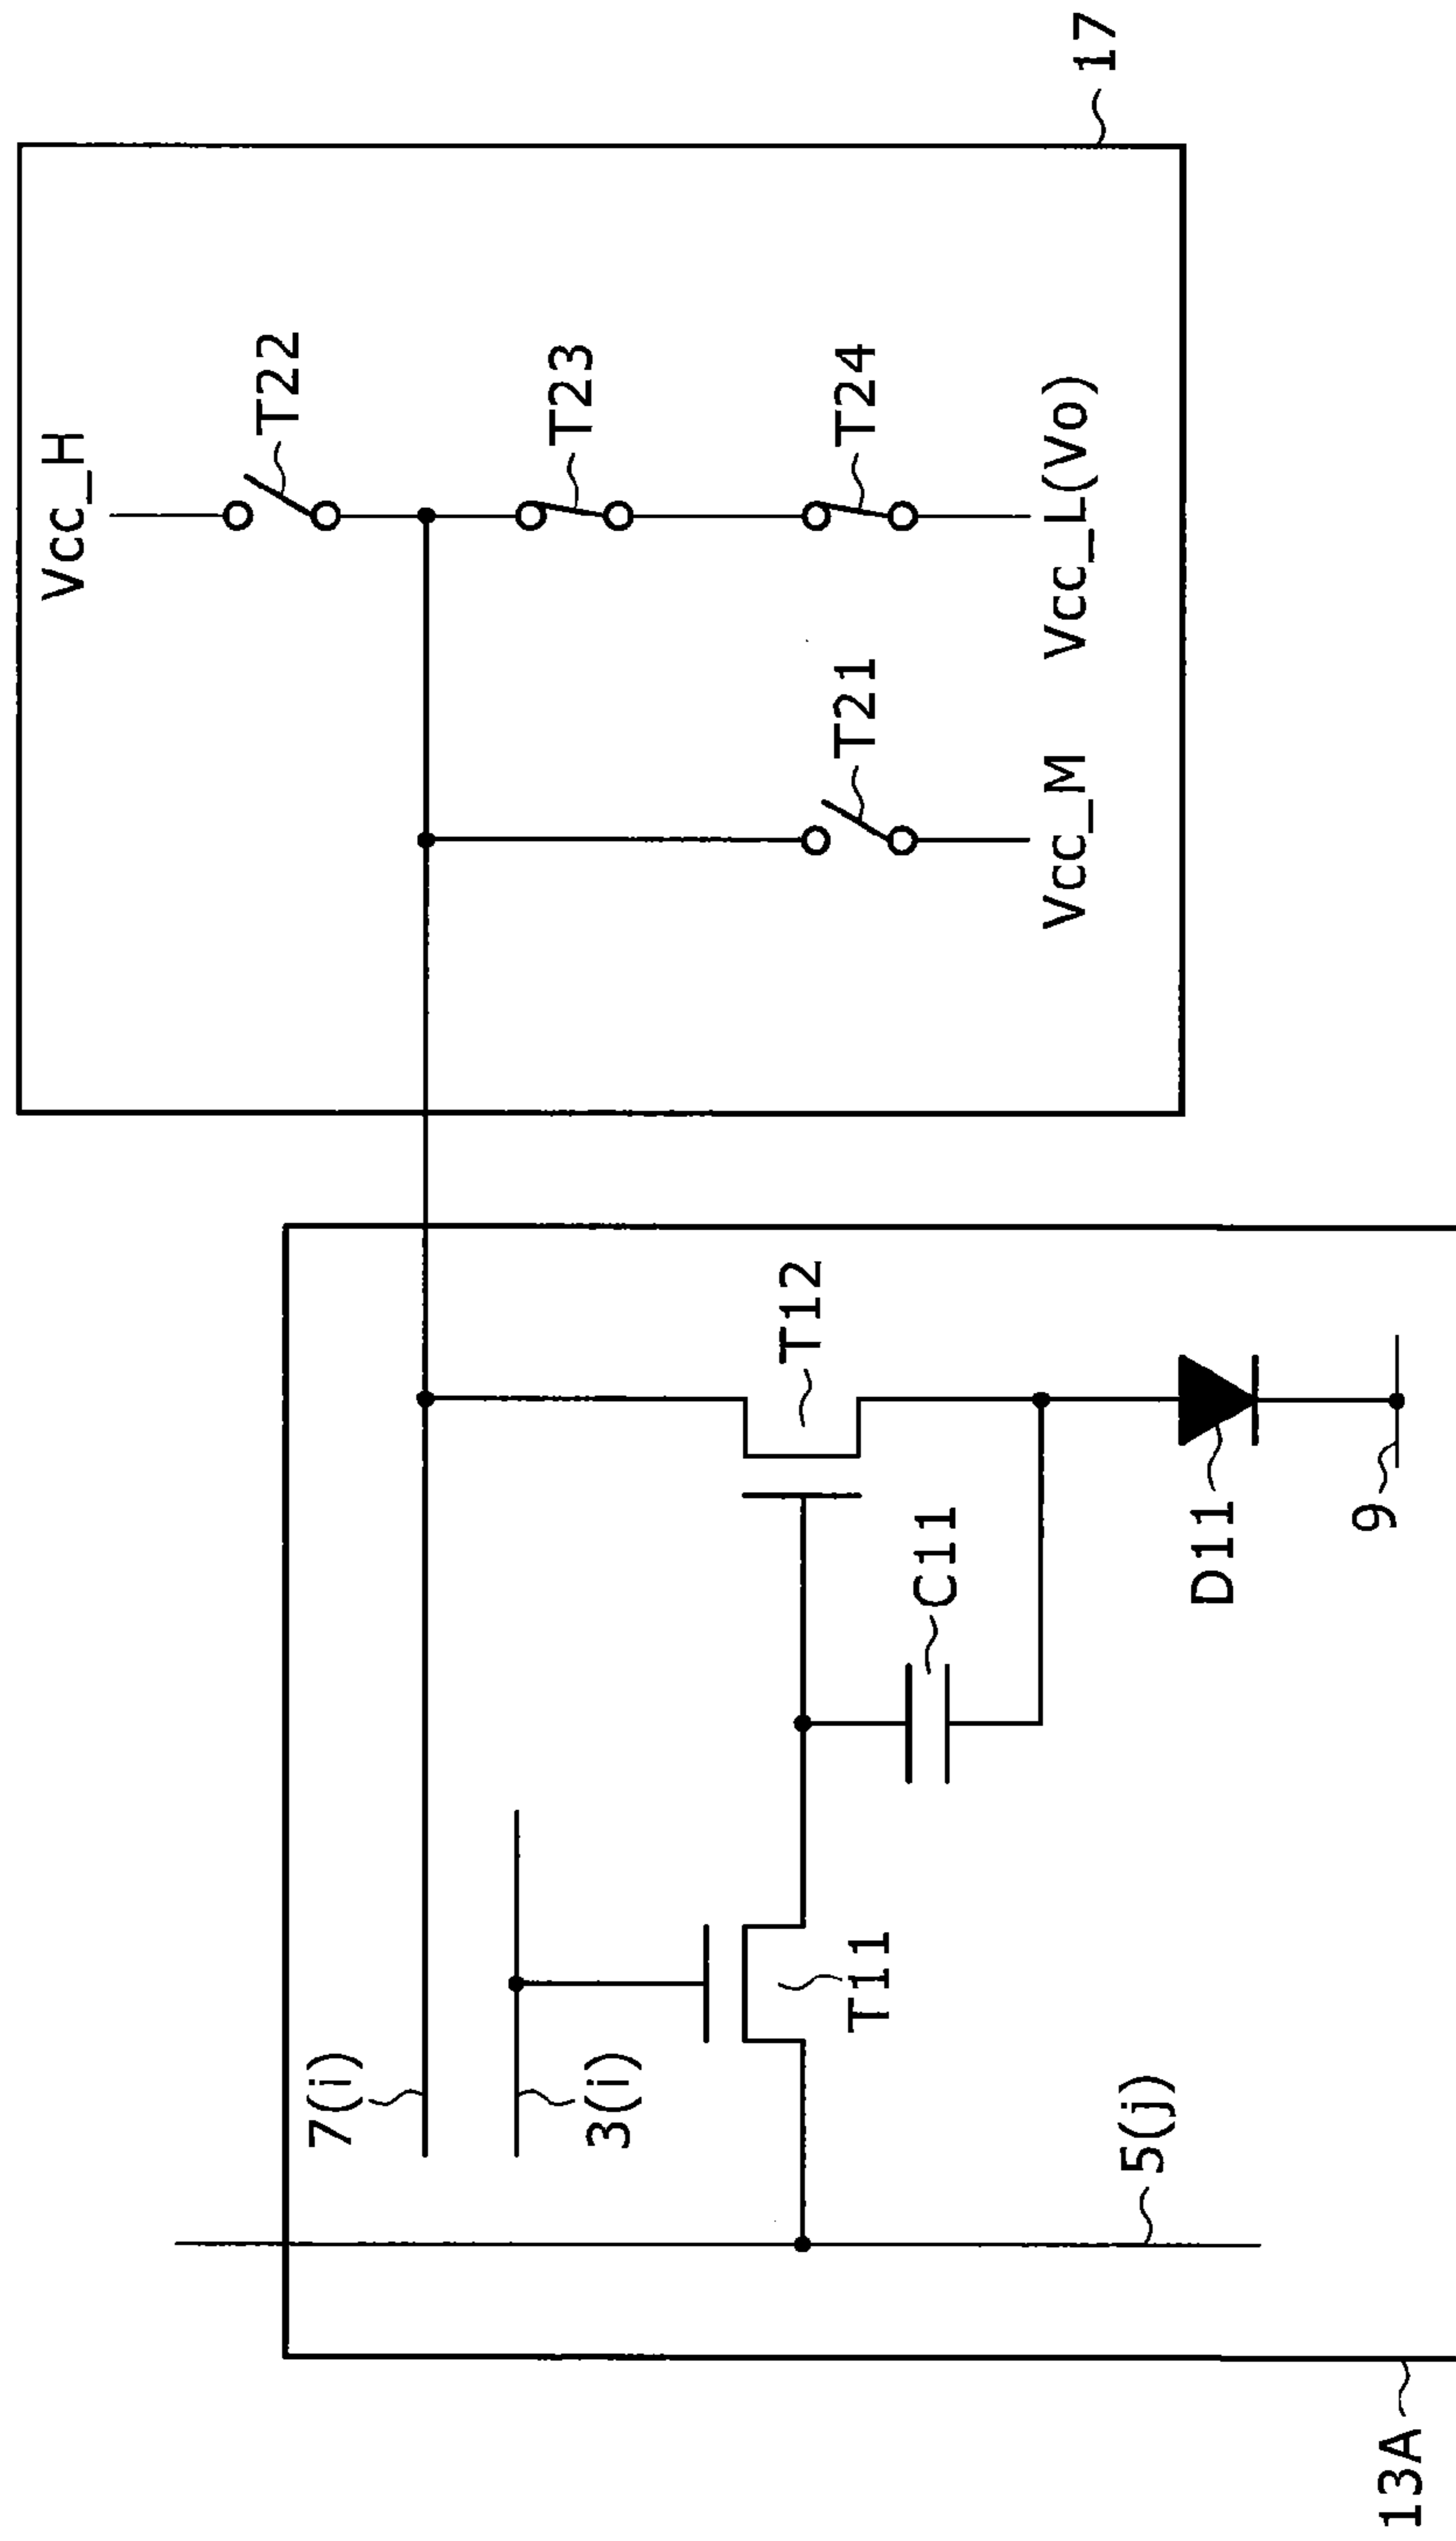 17
Vcc_H
T22
T23
T24
T21
Vcc_M
Vcc_L(Vo)
7(i)
3(i)
T11
T12
C11
D11
9
5(j)
13A